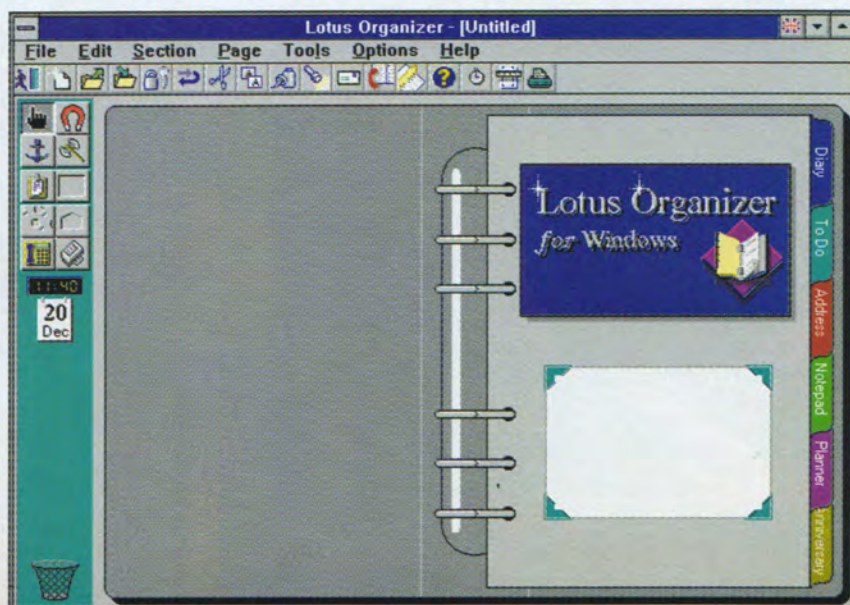 Lotus Organizer - [Untitled]
File Edit Section Page Tools Options Help
11:40
20
Dec
Lotus Organizer
for Windows
Diary
To Do
Address
Notepad
Planner
Anniversary